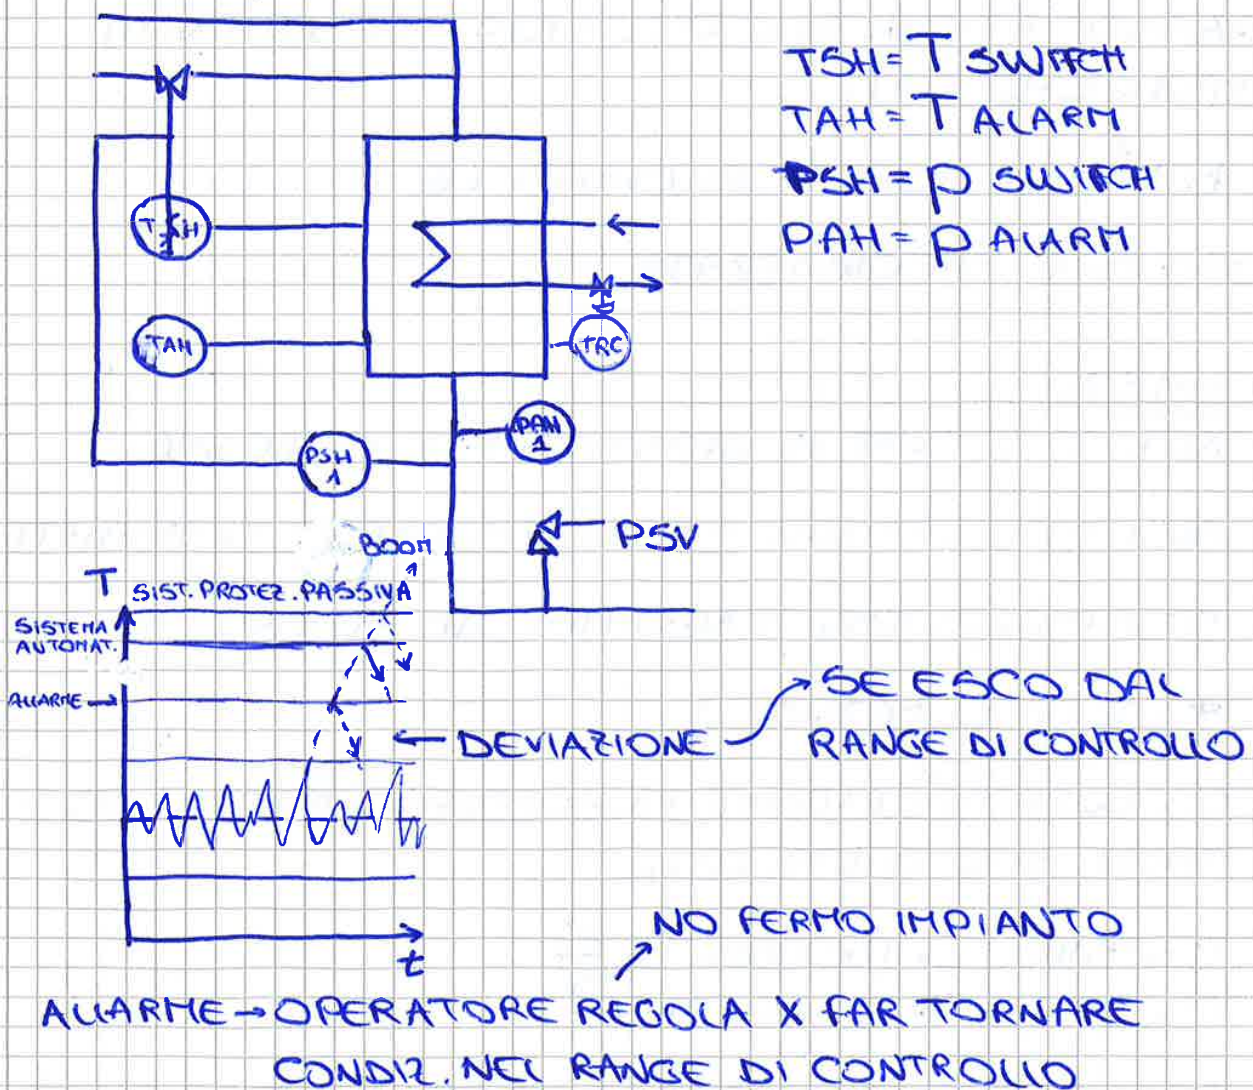 TSH = T SWITCH
TAH = T ALARM
PSH = P SWITCH
PAH = P ALARM
TAH
TRC
PAH
1
PSH
1
PSV
BOOM
T
SIST. PROTEZ. PASSIVA
SISTEMA
AUTOMAT.
ALLARME →
← DEVIAZIONE → SE ESCO DAL
RANGE DI CONTROLLO
t
NO FERMO IMPIANTO
ALLARME → OPERATORE REGOLA X FAR TORNARE
CONDIZ. NEL RANGE DI CONTROLLO